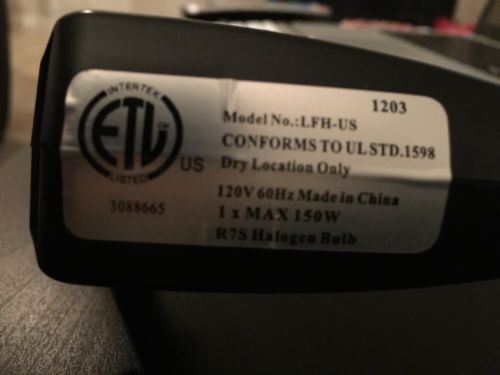 INTERTEK
ETL
TM
LISTED
US
3088665
1203
Model No.:LFH-US
CONFORMS TO UL STD.1598
Dry Location Only
120V 60Hz Made in China
1 x MAX 150W
R7S Halogen Bulb